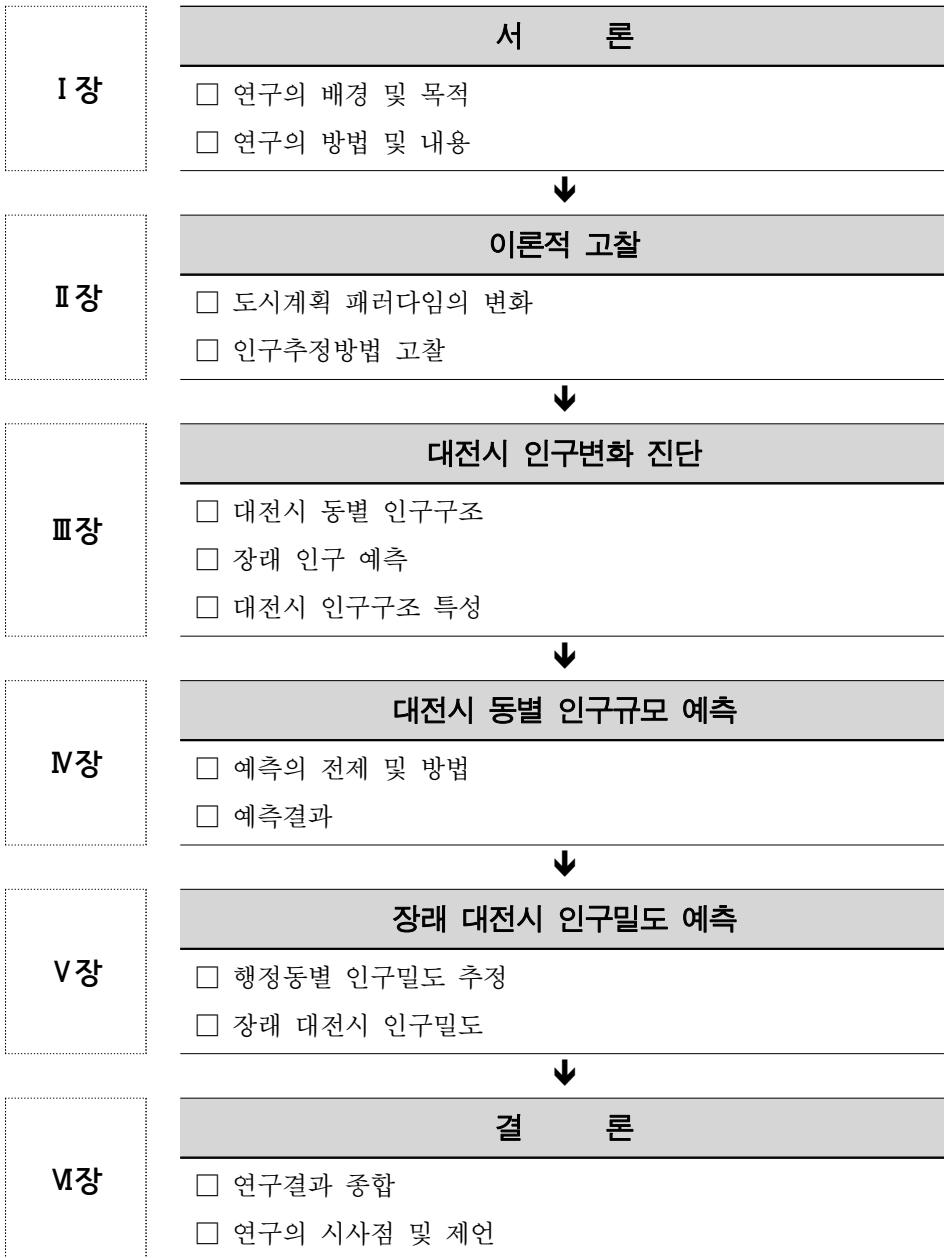 서 론
Ⅰ장
□ 연구의 배경 및 목적
□ 연구의 방법 및 내용
🡻
이론적 고찰
Ⅱ장
□ 도시계획 패러다임의 변화
□ 인구추정방법 고찰
🡻
대전시 인구변화 진단
Ⅲ장
□ 대전시 동별 인구구조
□ 장래 인구 예측
□ 대전시 인구구조 특성
🡻
대전시 동별 인구규모 예측
Ⅳ장
□ 예측의 전제 및 방법
□ 예측결과
🡻
장래 대전시 인구밀도 예측
Ⅴ장
□ 행정동별 인구밀도 추정
□ 장래 대전시 인구밀도
🡻
결 론
Ⅵ장
□ 연구결과 종합
□ 연구의 시사점 및 제언